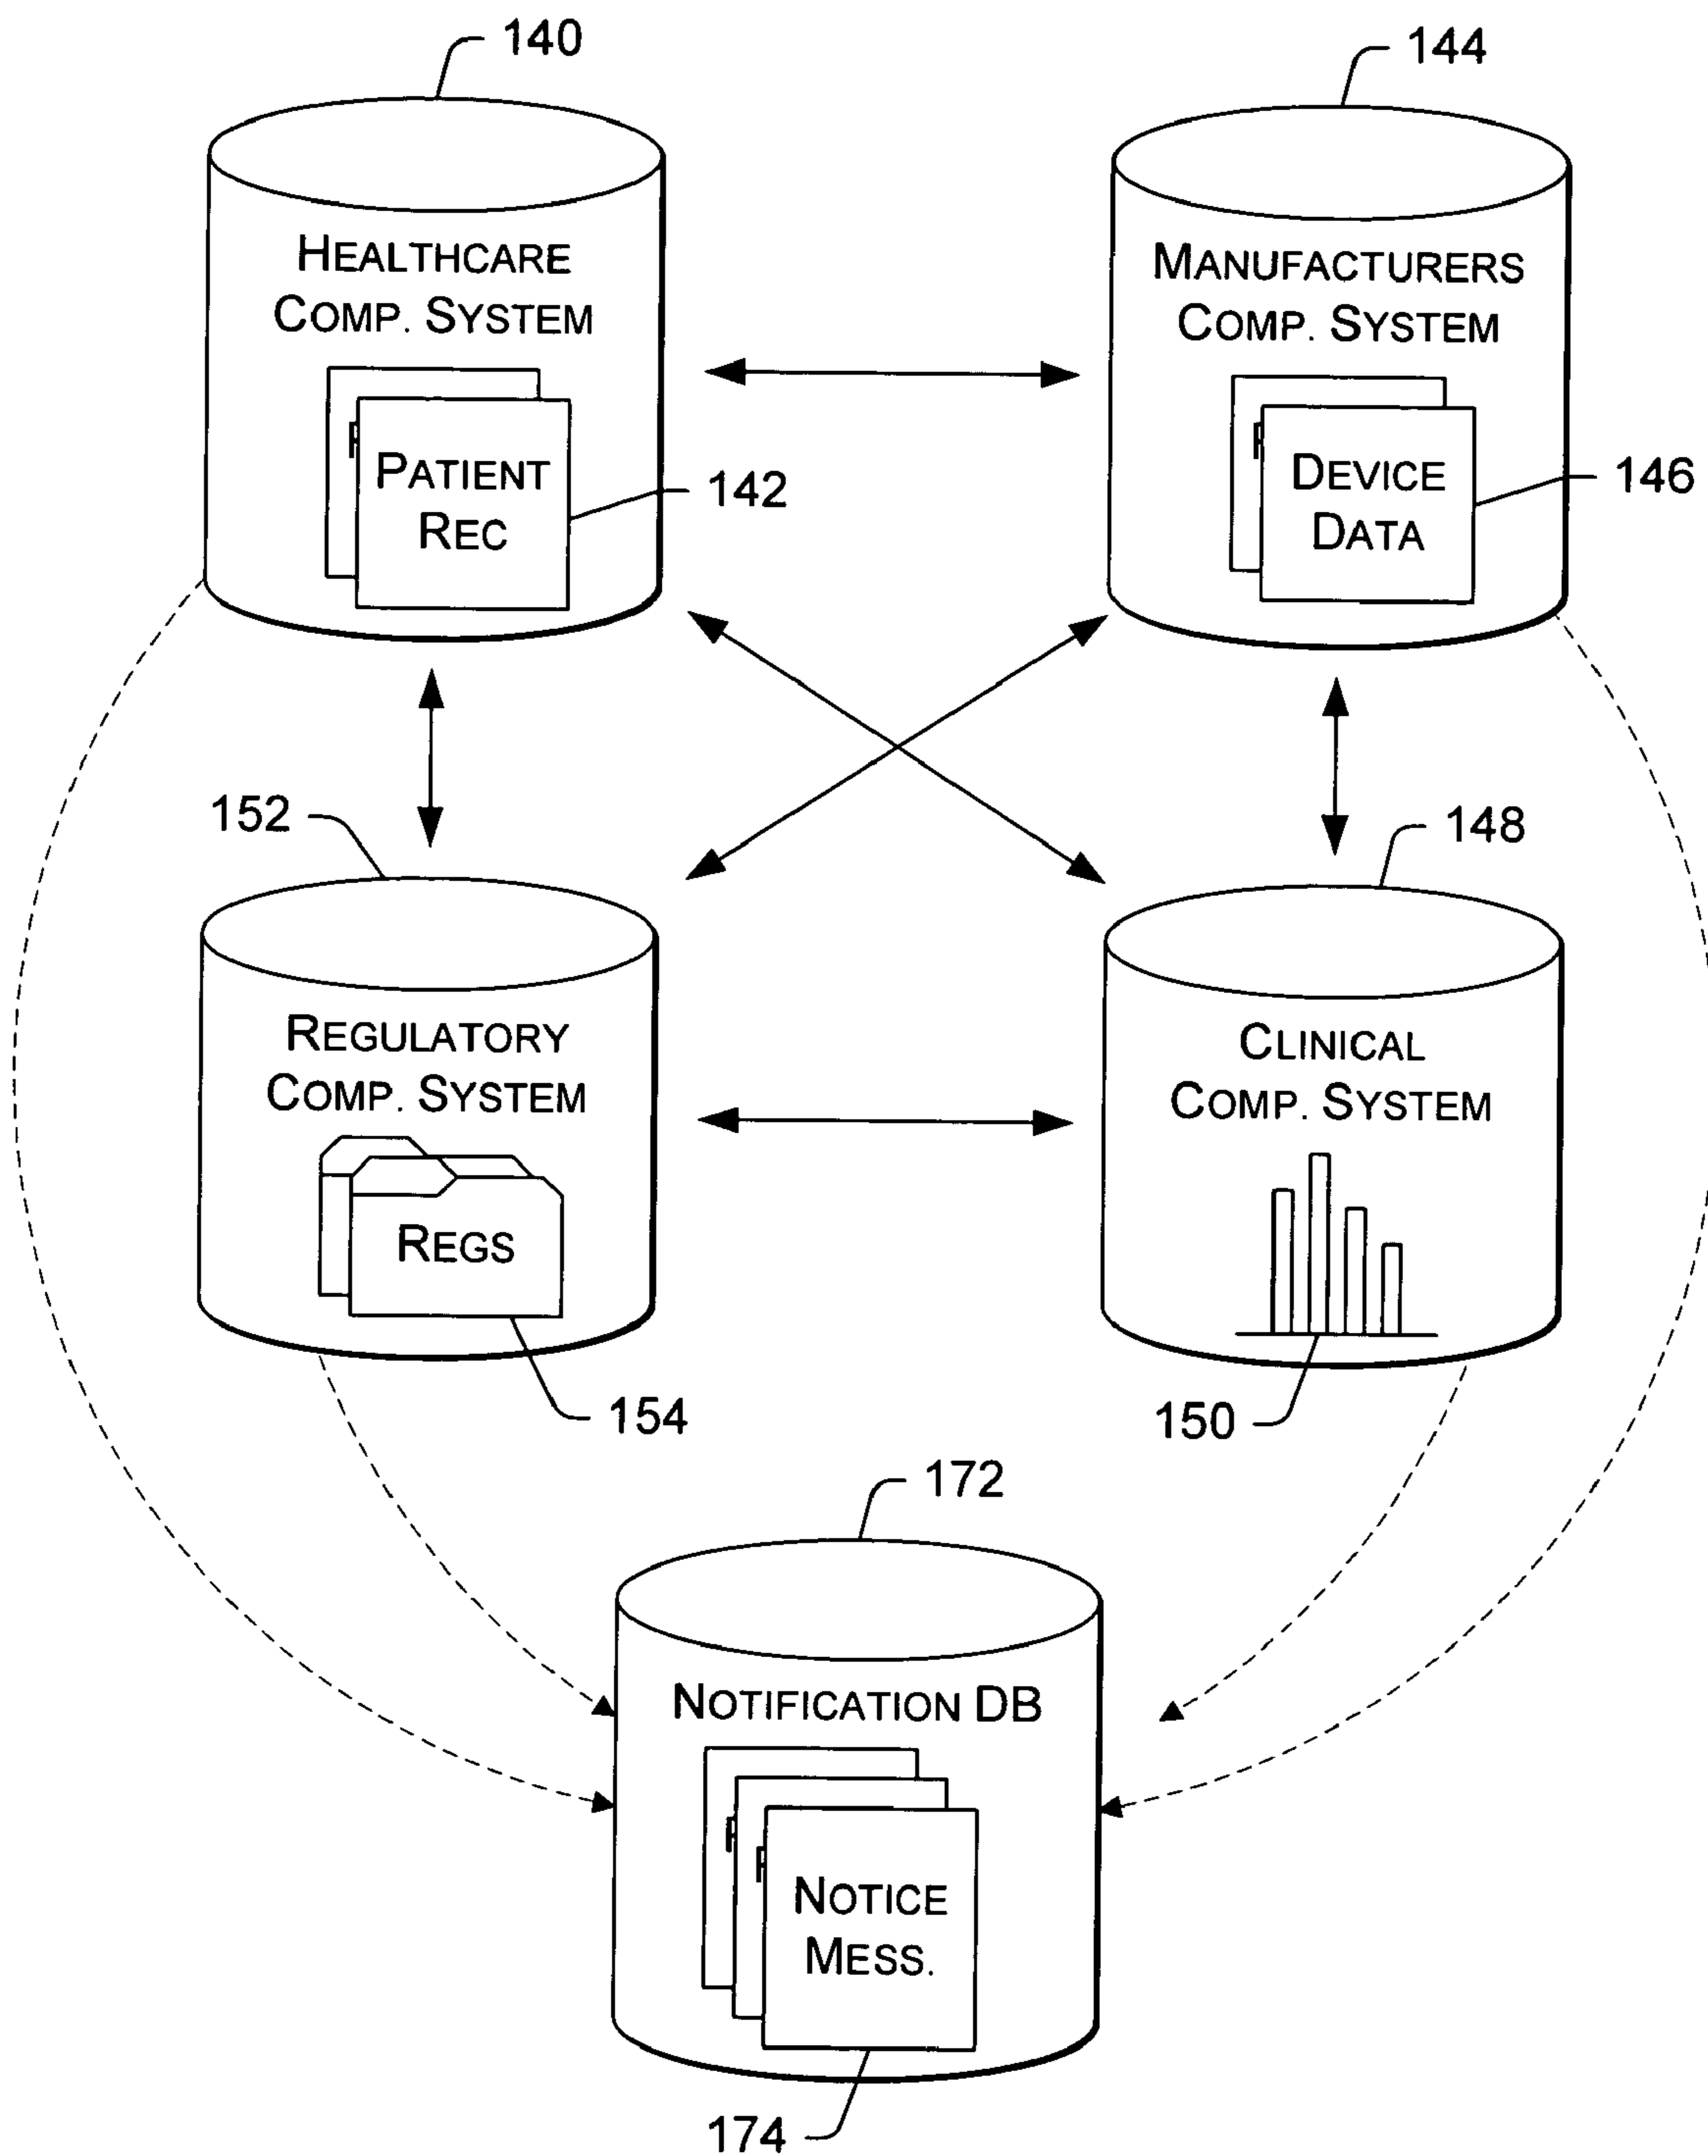 140
144
HEALTHCARE
COMP. SYSTEM
MANUFACTURERS
COMP. SYSTEM
PATIENT
REC
142
DEVICE
DATA
146
152
148
REGULATORY
COMP. SYSTEM
CLINICAL
COMP. SYSTEM
REGS
154
150
172
NOTIFICATION DB
NOTICE
MESS.
174